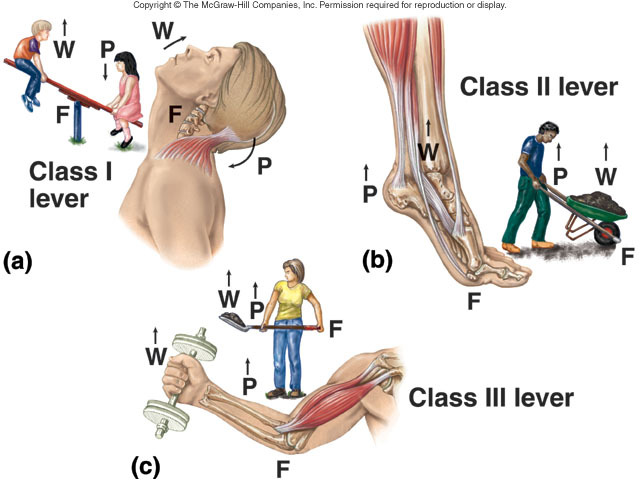 Copyright © The McGraw-Hill Companies, Inc. Permission required for reproduction or display.
W
P
F
Class I
lever
(a)
W
F
P
Class II lever
W
P
F
P
W
F
(b)
W
P
F
W
P
F
Class III lever
(c)